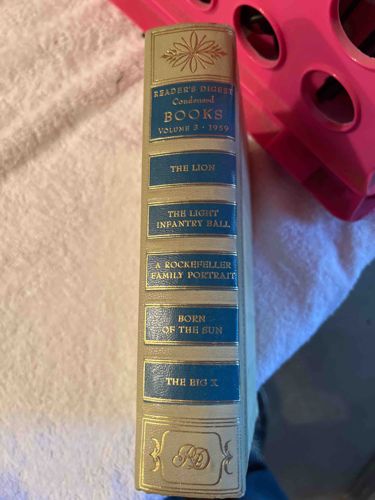 READER'S DIGEST
Condensed
BOOKS
VOLUME 3 • 1959
THE LION
THE LIGHT
INFANTRY BALL
A ROCKEFELLER
FAMILY PORTRAIT
BORN
OF THE SUN
THE BIG X
RD